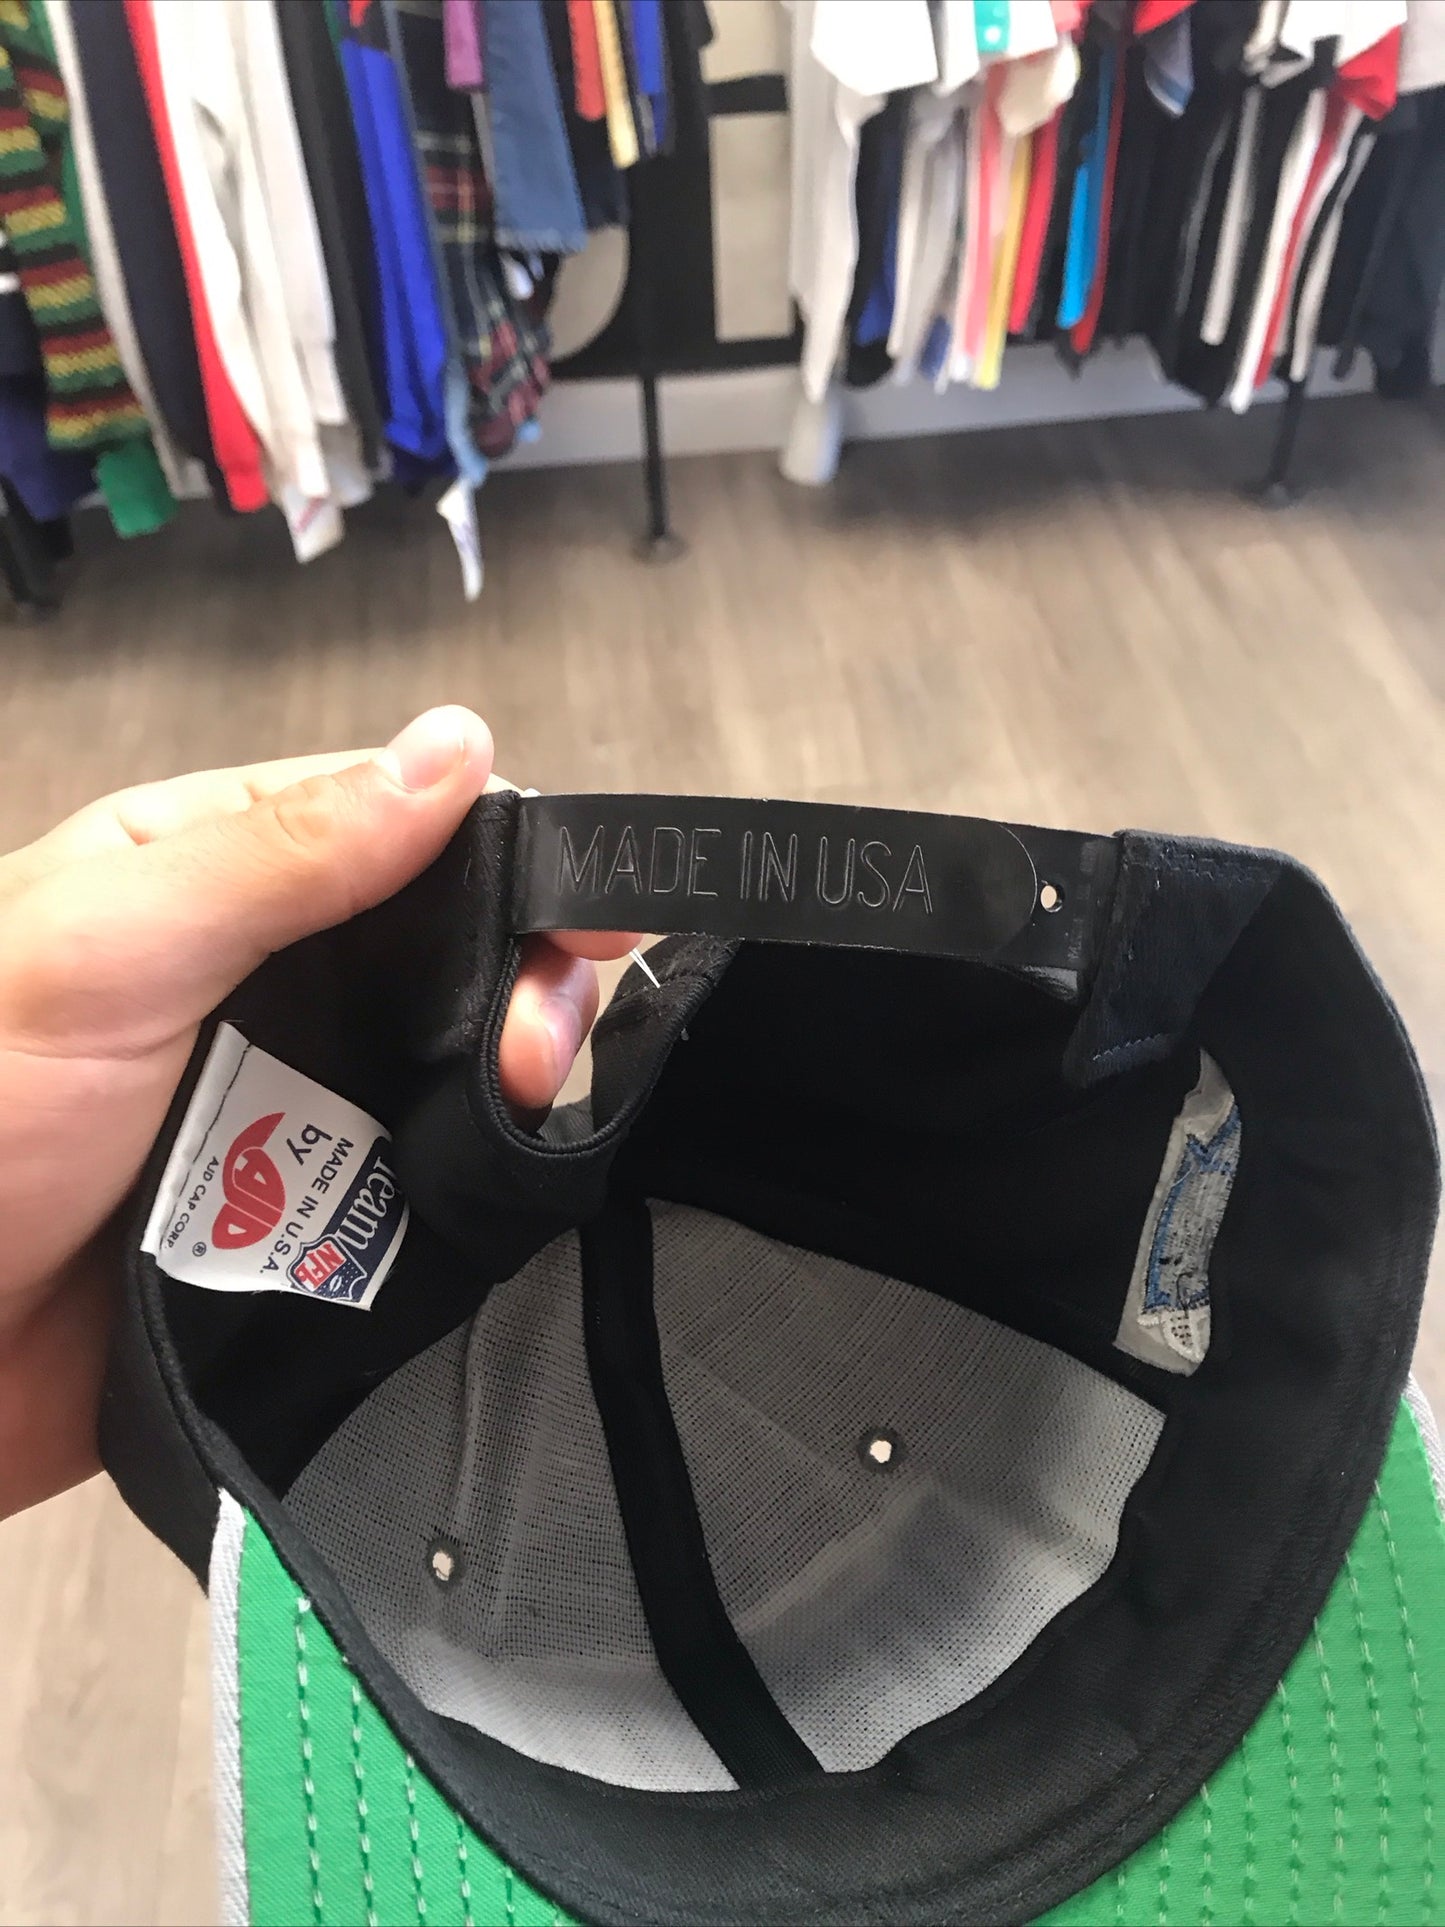 MADE IN USA
Team
NFL
MADE IN U.S.A.
by
AJD
AJD CAP CORP.
®